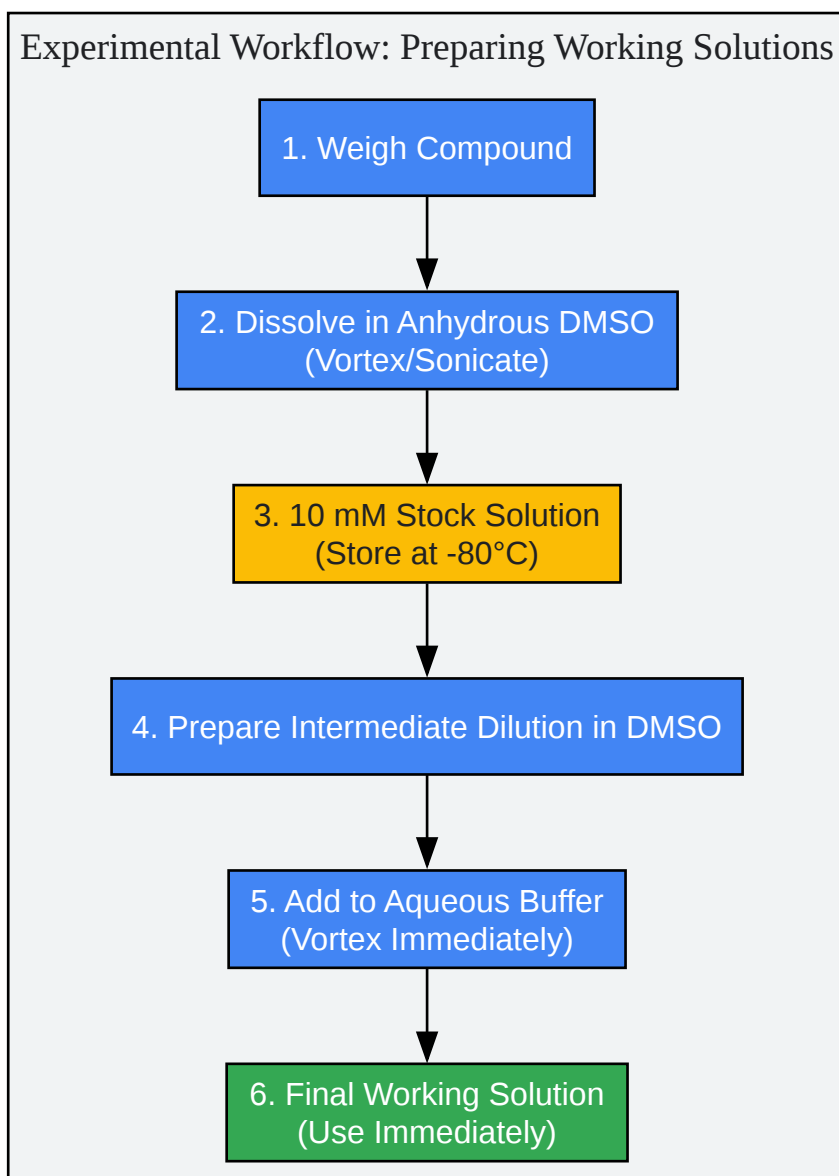 Experimental Workflow: Preparing Working Solutions
1. Weigh Compound
2. Dissolve in Anhydrous DMSO
(Vortex/Sonicate)
3. 10 mM Stock Solution
(Store at -80°C)
4. Prepare Intermediate Dilution in DMSO
5. Add to Aqueous Buffer
(Vortex Immediately)
6. Final Working Solution
(Use Immediately)